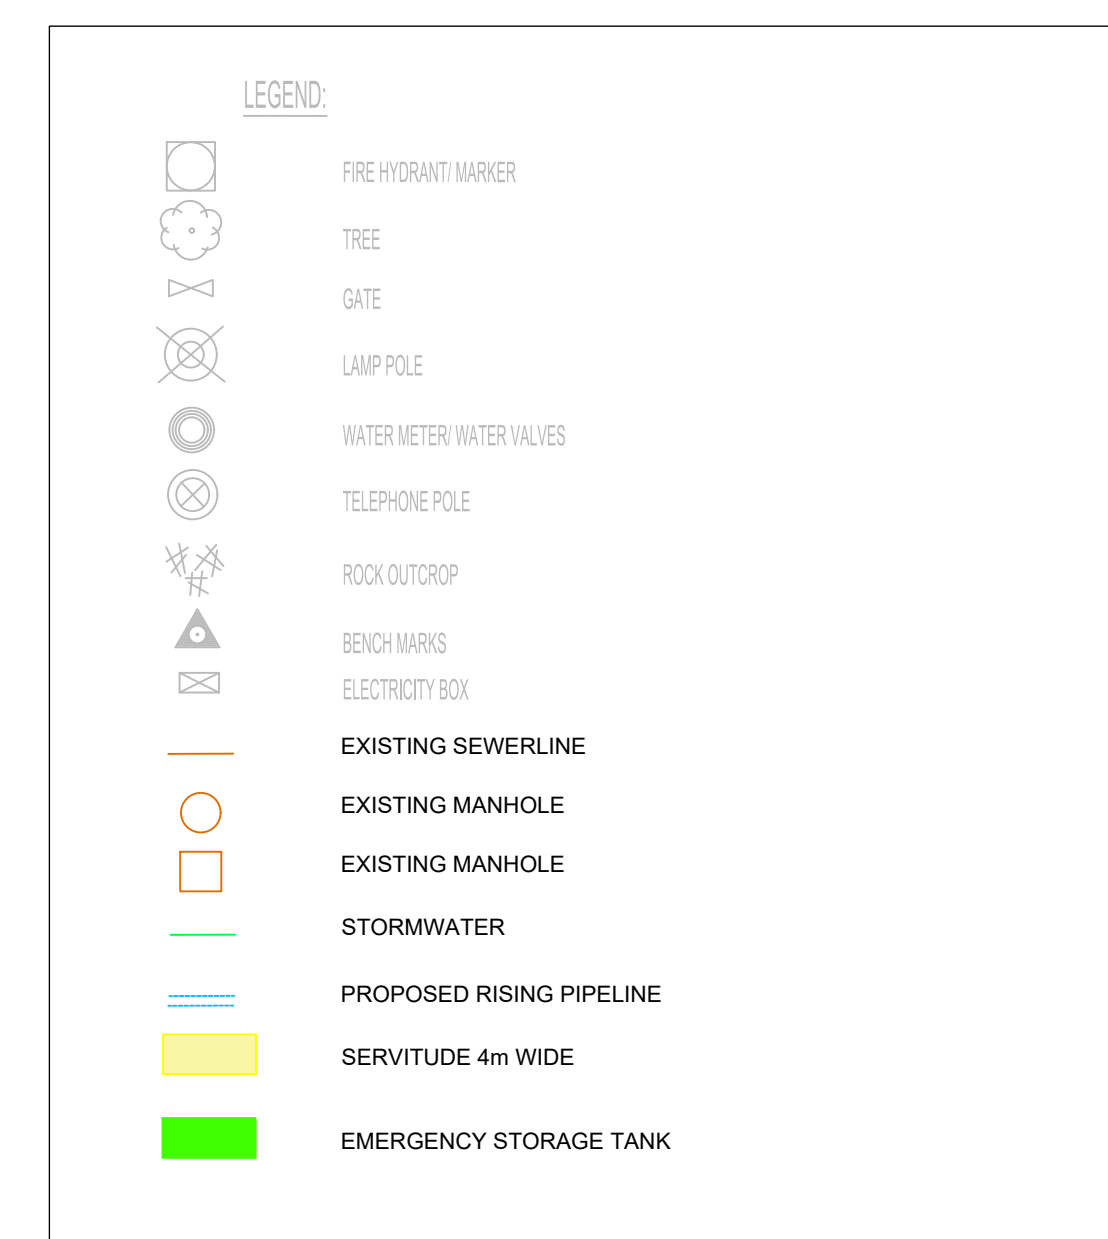 LEGEND:
FIRE HYDRANT/ MARKER
TREE
GATE
LAMP POLE
WATER METER/ WATER VALVES
TELEPHONE POLE
ROCK OUTCROP
BENCH MARKS
ELECTRICITY BOX
EXISTING SEWERLINE
EXISTING MANHOLE
EXISTING MANHOLE
STORMWATER
PROPOSED RISING PIPELINE
SERVITUDE 4m WIDE
EMERGENCY STORAGE TANK